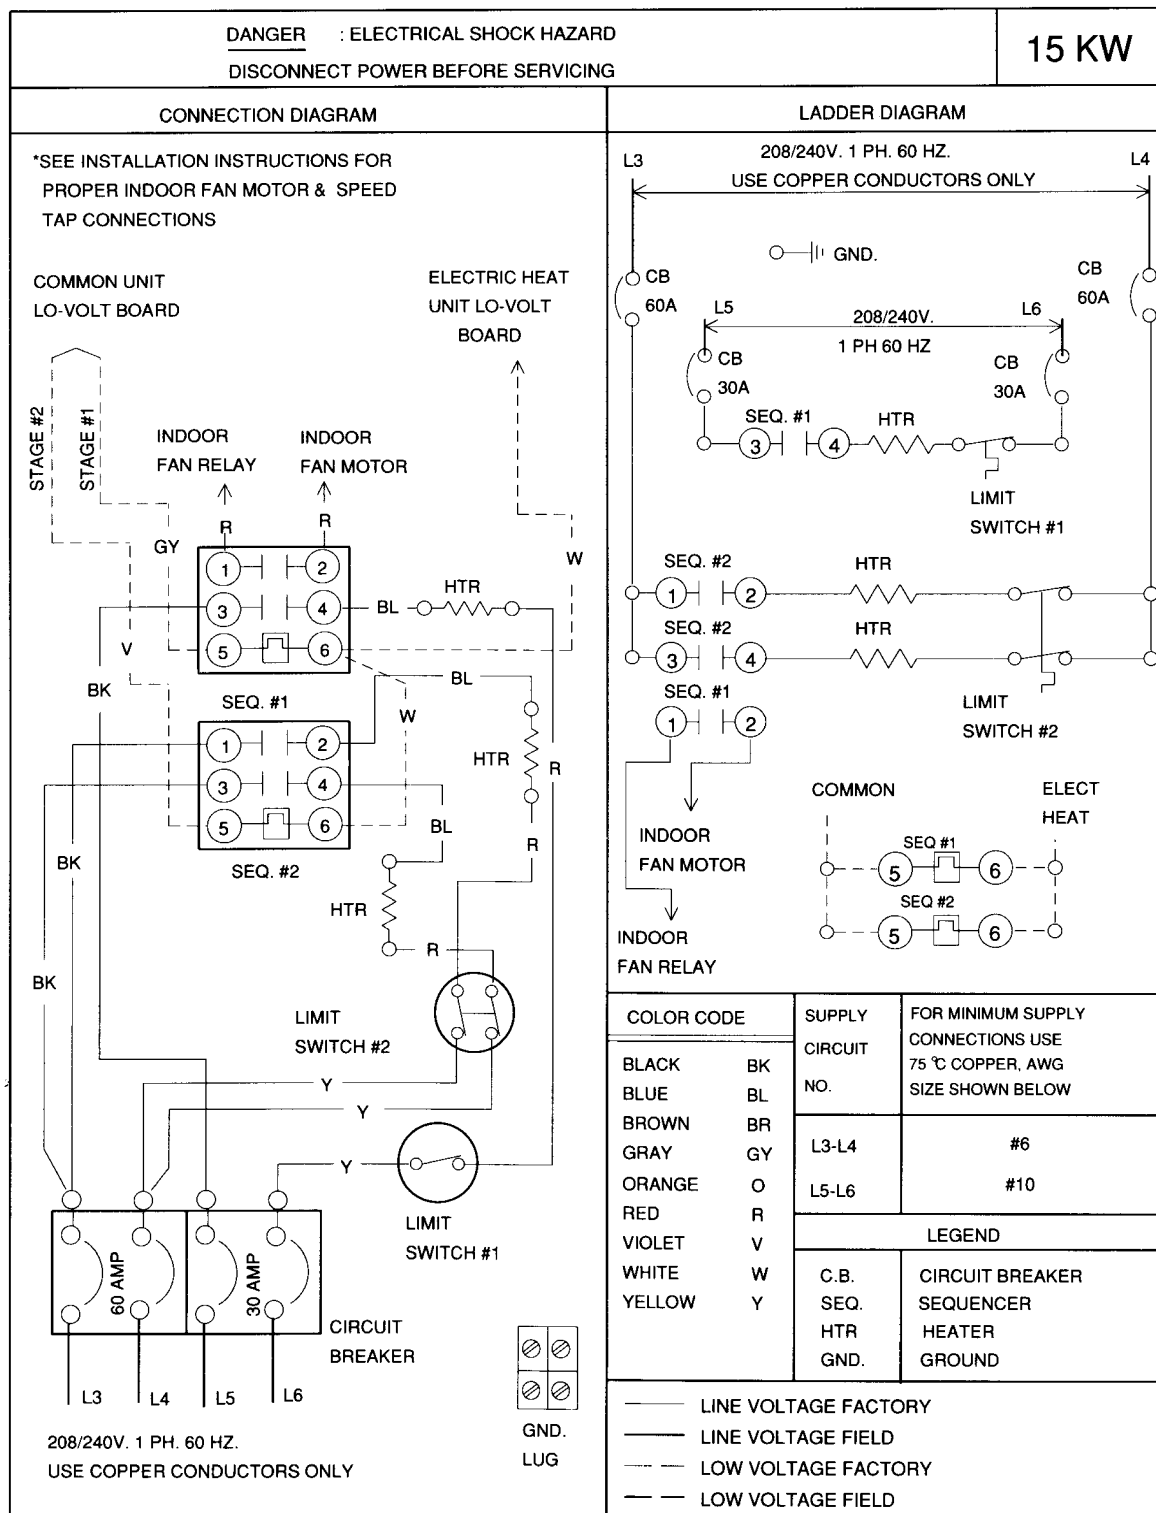 DANGER : ELECTRICAL SHOCK HAZARD
DISCONNECT POWER BEFORE SERVICING
15 KW
CONNECTION DIAGRAM
*SEE INSTALLATION INSTRUCTIONS FOR
PROPER INDOOR FAN MOTOR & SPEED
TAP CONNECTIONS
COMMON UNIT
LO-VOLT BOARD
ELECTRIC HEAT
UNIT LO-VOLT
BOARD
STAGE #2
STAGE #1
INDOOR
FAN RELAY
INDOOR
FAN MOTOR
R
R
GY
W
1
2
HTR
3
4
BL
V
5
6
BK
SEQ. #1
BL
W
1
2
HTR
R
3
4
BL
R
5
6
BK
SEQ. #2
HTR
R
BK
LIMIT
SWITCH #2
Y
Y
Y
LIMIT
SWITCH #1
60 AMP
30 AMP
CIRCUIT
BREAKER
L3
L4
L5
L6
208/240V. 1 PH. 60 HZ.
USE COPPER CONDUCTORS ONLY
GND.
LUG
LADDER DIAGRAM
L3
208/240V. 1 PH. 60 HZ.
L4
USE COPPER CONDUCTORS ONLY
GND.
CB
60A
CB
60A
L5
208/240V.
L6
1 PH 60 HZ
CB
30A
CB
30A
SEQ. #1
HTR
3
4
LIMIT
SWITCH #1
SEQ. #2
HTR
1
2
SEQ. #2
HTR
3
4
SEQ. #1
1
2
LIMIT
SWITCH #2
INDOOR
FAN MOTOR
INDOOR
FAN RELAY
COMMON
ELECT
HEAT
SEQ #1
5
6
SEQ #2
5
6
COLOR CODE
BLACK BK
BLUE BL
BROWN BR
GRAY GY
ORANGE O
RED R
VIOLET V
WHITE W
YELLOW Y
SUPPLY
CIRCUIT
NO.
FOR MINIMUM SUPPLY
CONNECTIONS USE
75 °C COPPER, AWG
SIZE SHOWN BELOW
L3-L4 #6
L5-L6 #10
LEGEND
C.B. CIRCUIT BREAKER
SEQ. SEQUENCER
HTR HEATER
GND. GROUND
LINE VOLTAGE FACTORY
LINE VOLTAGE FIELD
LOW VOLTAGE FACTORY
LOW VOLTAGE FIELD